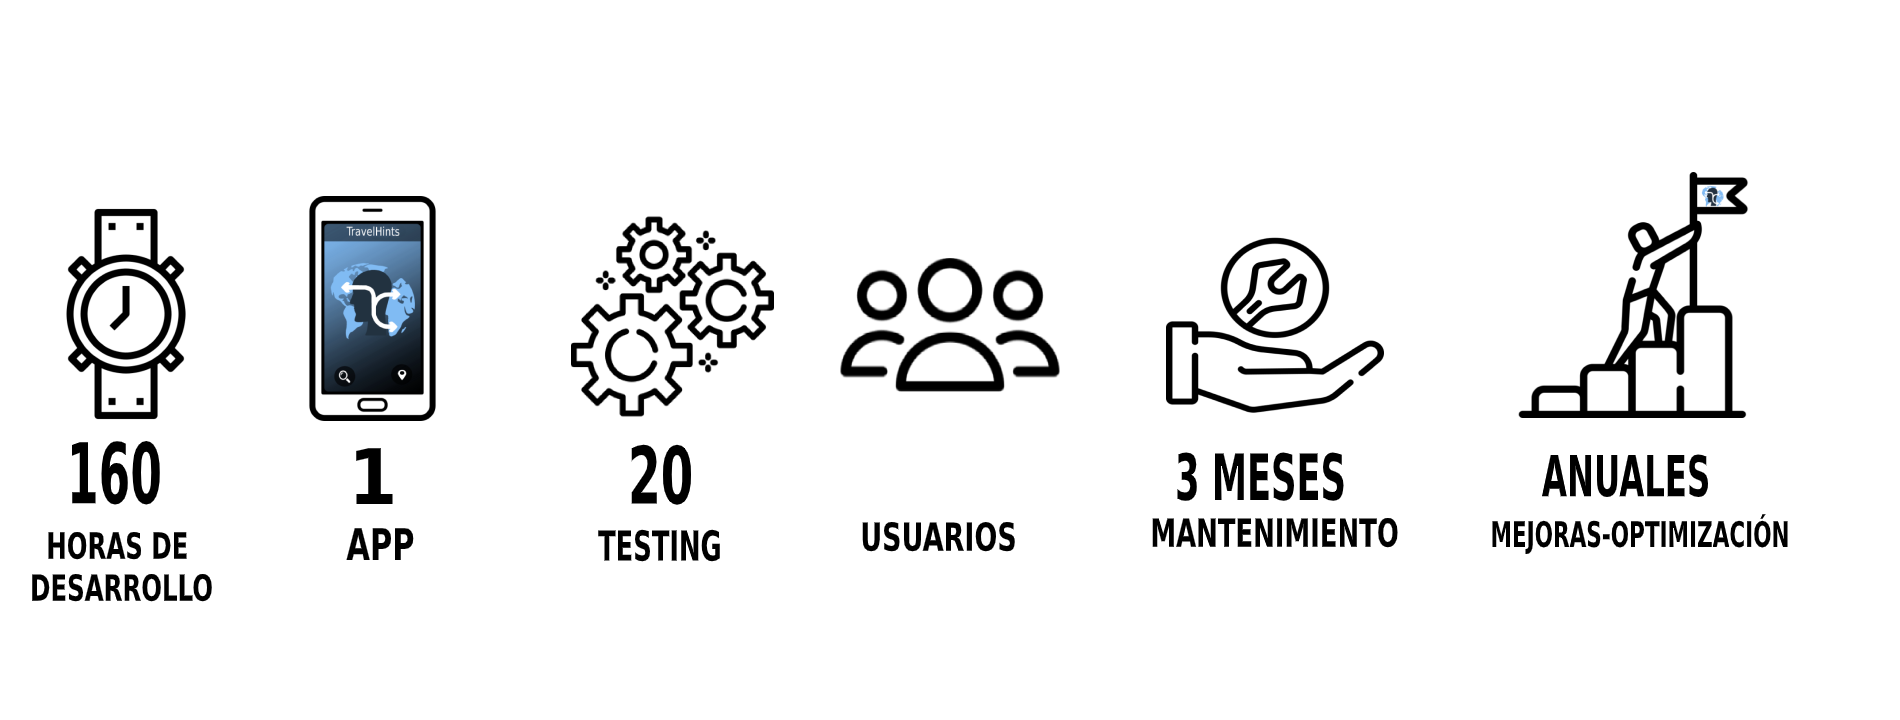 TravelHints
160
HORAS DE
DESARROLLO
1
APP
20
TESTING
USUARIOS
3 MESES
MANTENIMIENTO
ANUALES
MEJORAS-OPTIMIZACIÓN